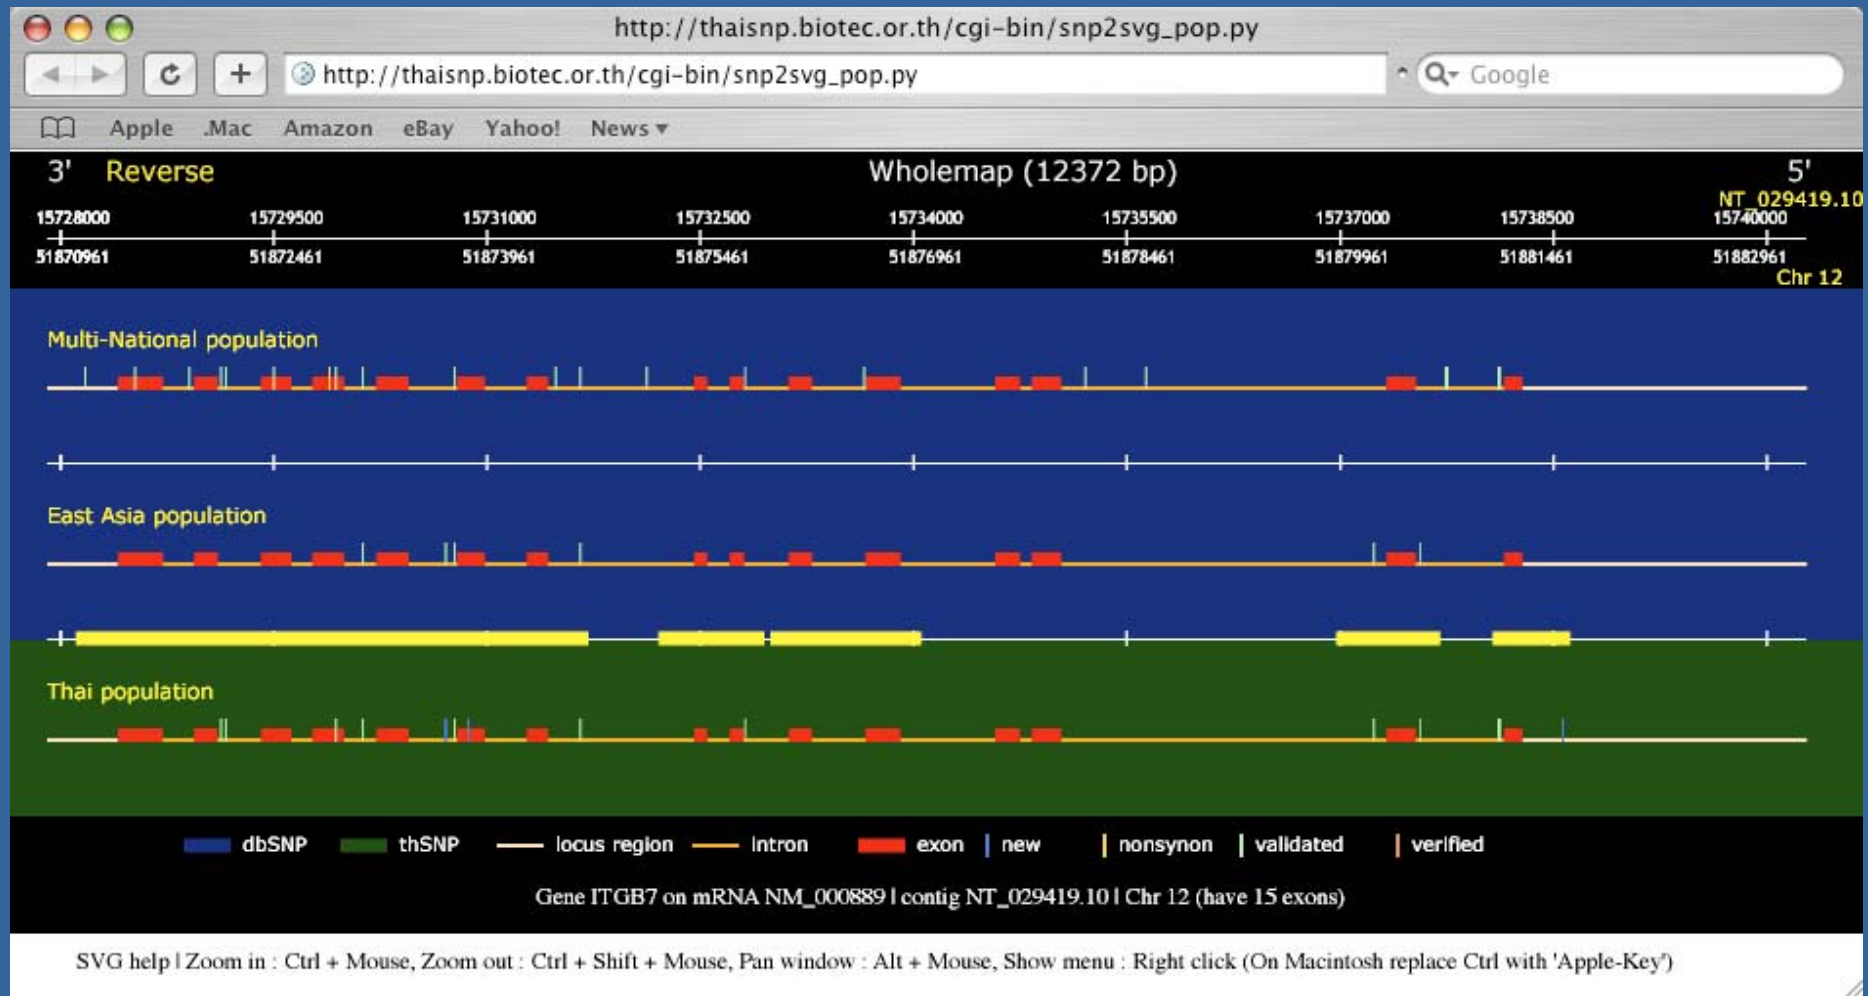 http://thaisnp.biotec.or.th/cgi-bin/snp2svg_pop.py
http://thaisnp.biotec.or.th/cgi-bin/snp2svg_pop.py
Google
Apple .Mac Amazon eBay Yahoo! News
3' Reverse Wholemap (12372 bp) 5'
NT_029419.10
15728000 15729500 15731000 15732500 15734000 15735500 15737000 15738500 15740000
51870961 51872461 51873961 51875461 51876961 51878461 51879961 51881461 51882961
Chr 12
Multi-National population
East Asia population
Thai population
dbSNP thSNP locus region intron exon new nonsynon validated verified
Gene ITGB7 on mRNA NM_000889 | contig NT_029419.10 | Chr 12 (have 15 exons)
SVG help | Zoom in : Ctrl + Mouse, Zoom out : Ctrl + Shift + Mouse, Pan window : Alt + Mouse, Show menu : Right click (On Macintosh replace Ctrl with 'Apple-Key')